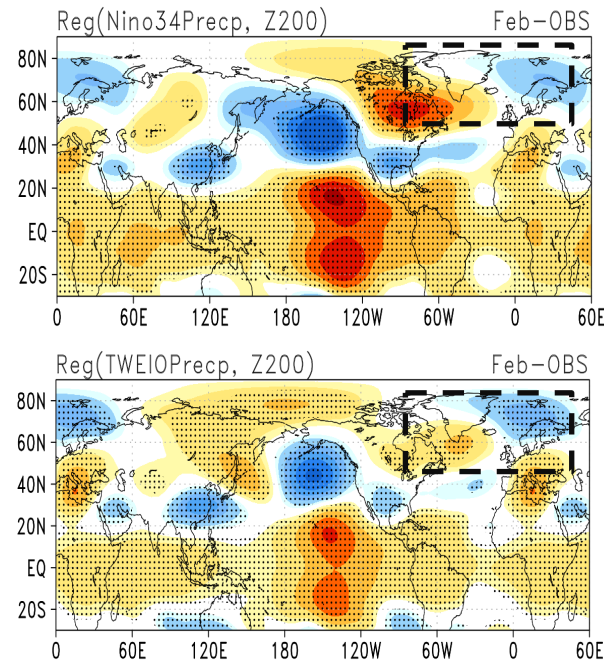 Reg(Nino34Precp, Z200) Feb-OBS
80N
60N
40N
20N
EQ
20S
0 60E 120E 180 120W 60W 0 60E
Reg(TWEIOPrecp, Z200) Feb-OBS
80N
60N
40N
20N
EQ
20S
0 60E 120E 180 120W 60W 0 60E